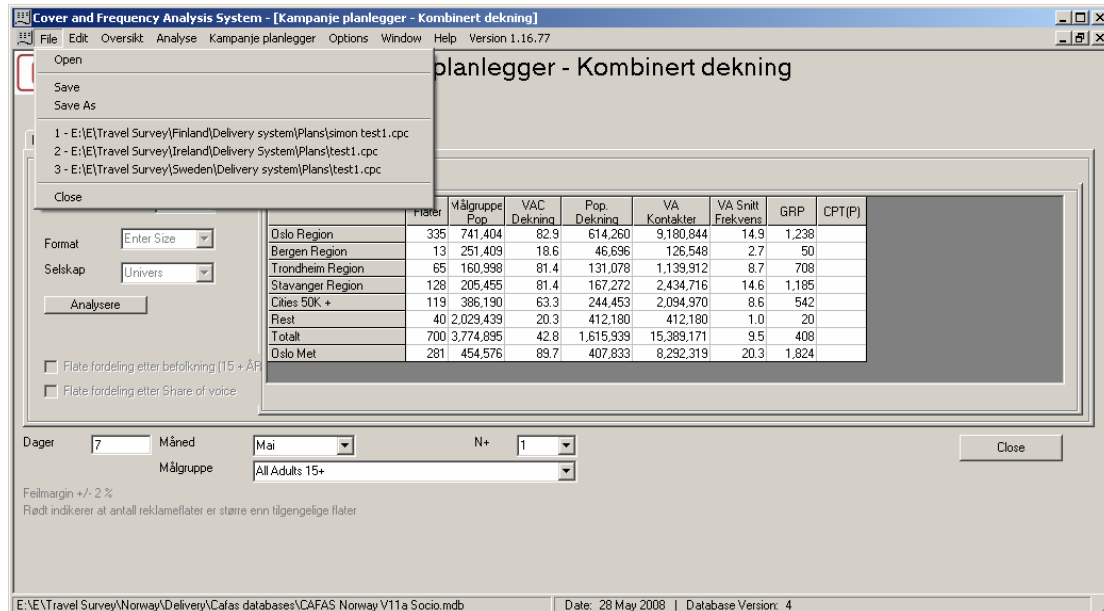 Cover and Frequency Analysis System - [Kampanje planlegger - Kombinert dekning]
File Edit Oversikt Analyse Kampanje planlegger Options Window Help Version 1.16.77
planlegger - Kombinert dekning
Open
Save
Save As
1 - E:\E\Travel Survey\Finland\Delivery system\Plans\simon test1.cpc
2 - E:\E\Travel Survey\Ireland\Delivery System\Plans\test1.cpc
3 - E:\E\Travel Survey\Sweden\Delivery system\Plans\test1.cpc
Close
Flater Målgruppe Pop VAC Dekning Pop. Dekning VA Kontakter VA Snitt Frekvens GRP CPT(P)
Oslo Region 335 741,404 82.9 614,260 9,180,844 14.9 1,238
Bergen Region 13 251,409 18.6 46,696 126,548 2.7 50
Trondheim Region 65 160,998 81.4 131,078 1,139,912 8.7 708
Stavanger Region 128 205,455 81.4 167,272 2,434,716 14.6 1,185
Cities 50K + 119 386,190 63.3 244,453 2,094,970 8.6 542
Rest 40 2,029,439 20.3 412,180 412,180 1.0 20
Totalt 700 3,774,895 42.8 1,615,939 15,389,171 9.5 408
Oslo Met 281 454,576 89.7 407,833 8,292,319 20.3 1,824
Format Enter Size
Selskap Univers
Analysere
Flate fordeling etter befolkning (15 + ÅR
Flate fordeling etter Share of voice
Dager 7 Måned Mai N+ 1 Close
Målgruppe All Adults 15+
Feilmargin +/- 2 %
Rødt indikerer at antall reklameflater er større enn tilgengelige flater
E:\E\Travel Survey\Norway\Delivery\Cafas databases\CAFAS Norway V11a Socio.mdb Date: 28 May 2008 | Database Version: 4